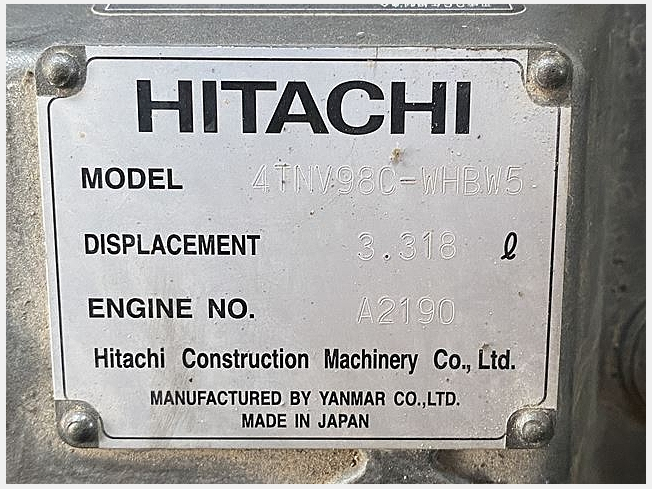 HITACHI
MODEL 4TNV98C-WHBW5
DISPLACEMENT 3.318 ℓ
ENGINE NO. A2190
Hitachi Construction Machinery Co., Ltd.
MANUFACTURED BY YANMAR CO.,LTD.
MADE IN JAPAN